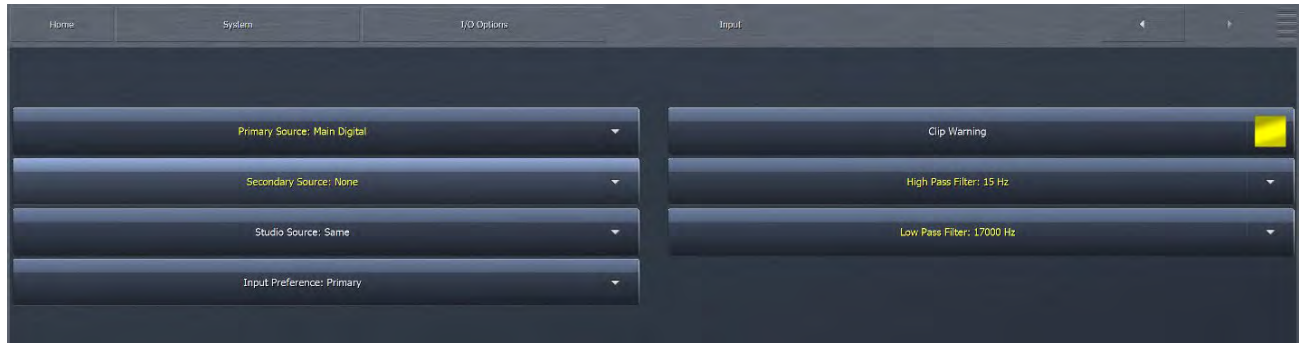 Home System I/O Options Input
Primary Source: Main Digital
Secondary Source: None
Studio Source: Same
Input Preference: Primary
Clip Warning
High Pass Filter: 15 Hz
Low Pass Filter: 17000 Hz